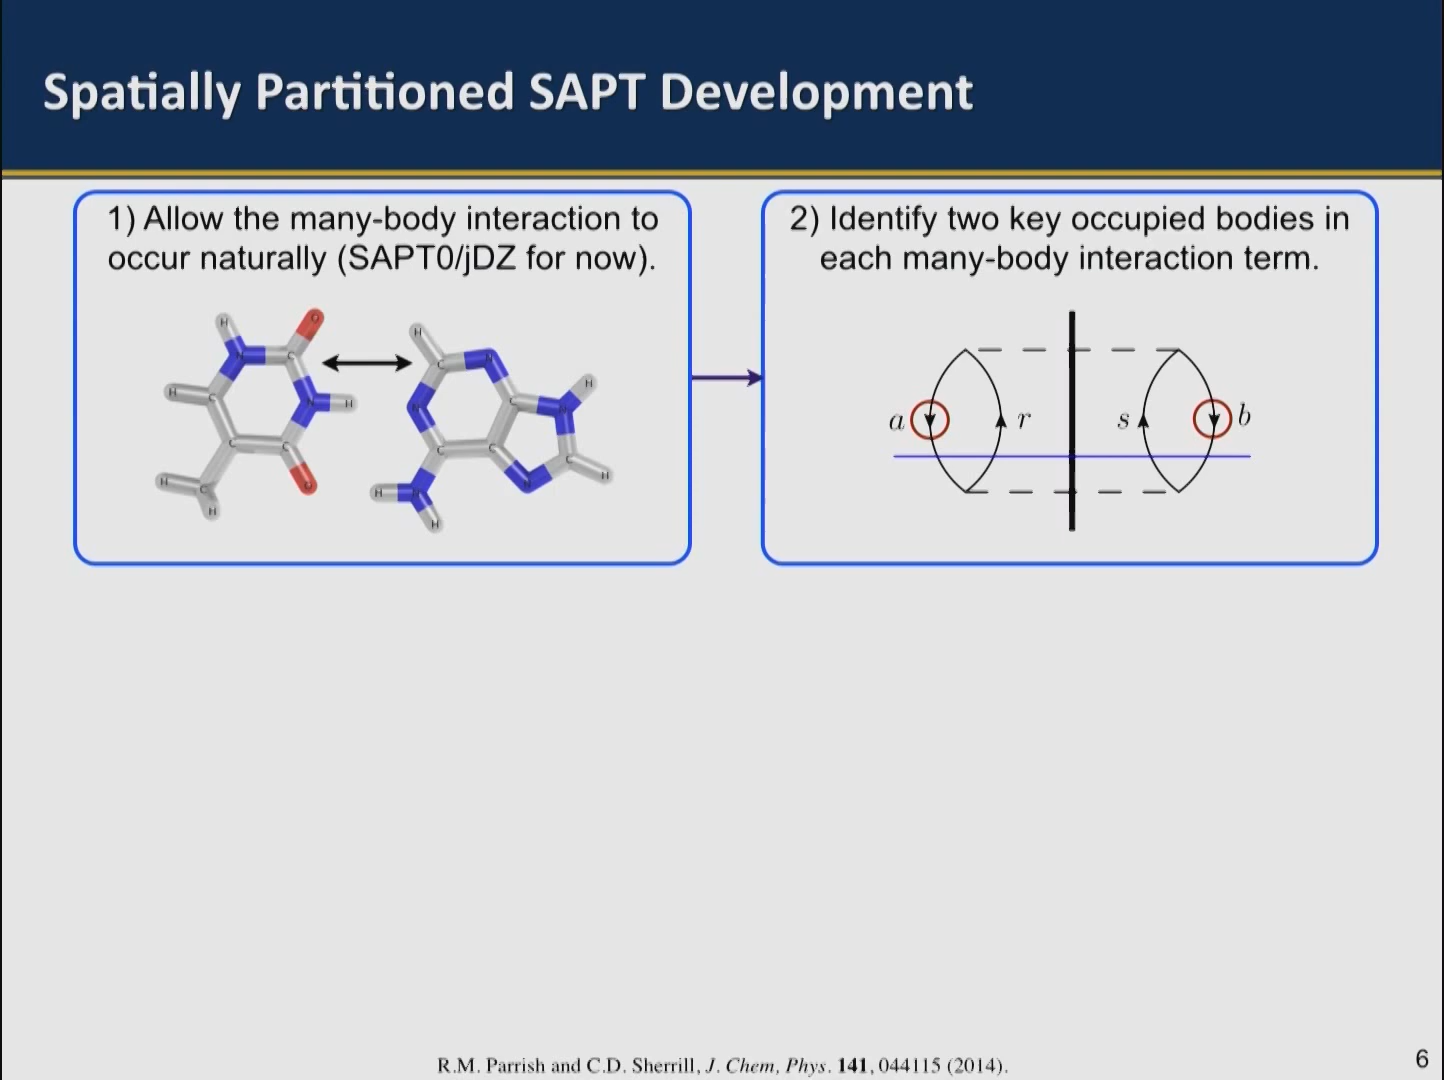 Spatially Partitioned SAPT Development
1) Allow the many-body interaction to
occur naturally (SAPT0/jDZ for now).
H
O
N
C
H
C
N
H
C
C
H
C
O
H
H
C
N
H
N
C
N
C
C
C
N
H
H
N
H
2) Identify two key occupied bodies in
each many-body interaction term.
a
r
s
b
R.M. Parrish and C.D. Sherrill, J. Chem, Phys. 141, 044115 (2014).
6